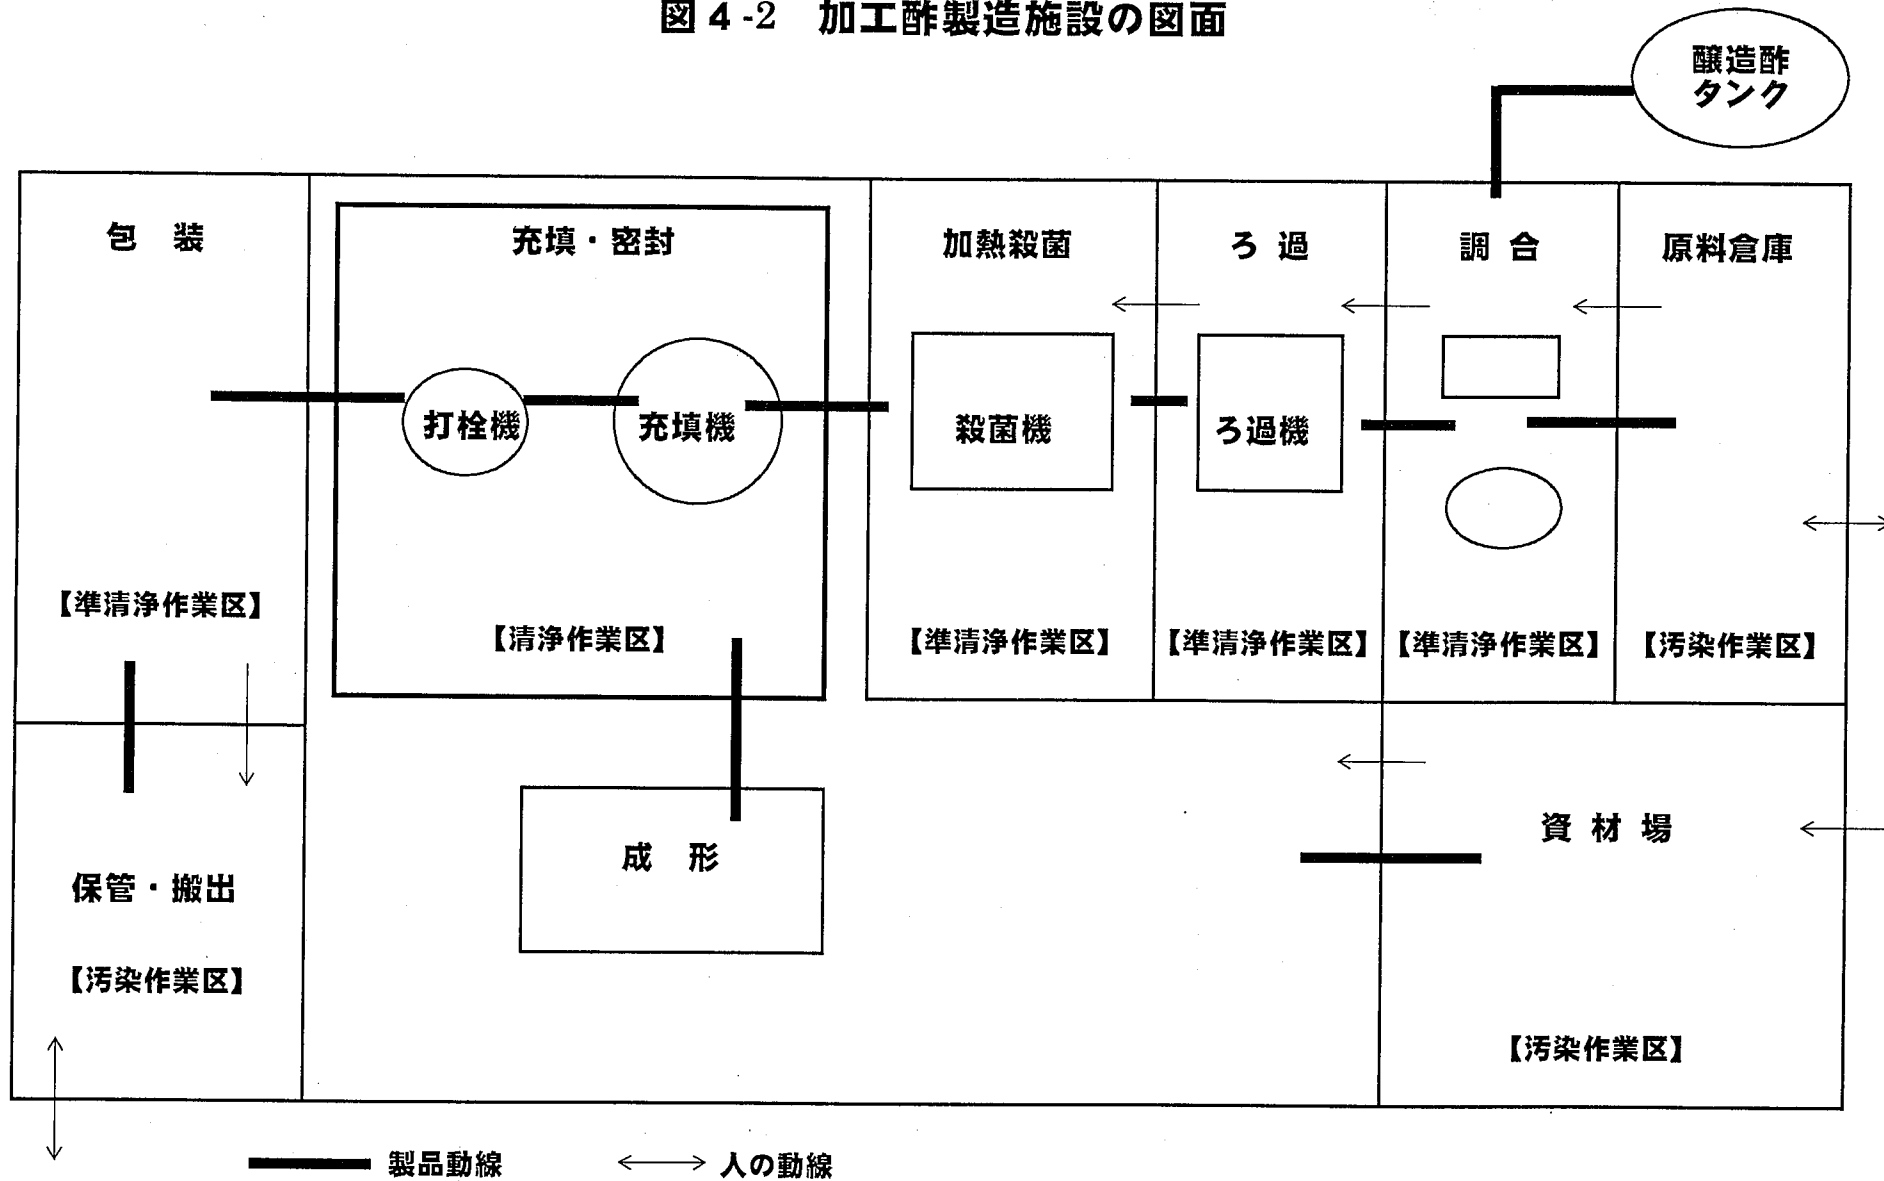 図４-2　加工酢製造施設の図面
醸造酢
タンク
包　装
充填・密封
加熱殺菌
ろ 過
調 合
原料倉庫
打栓機
充填機
殺菌機
ろ過機
【準清浄作業区】
【清浄作業区】
【準清浄作業区】
【準清浄作業区】
【準清浄作業区】
【汚染作業区】
成　形
資 材 場
保管・搬出
【汚染作業区】
【汚染作業区】
製品動線
人の動線